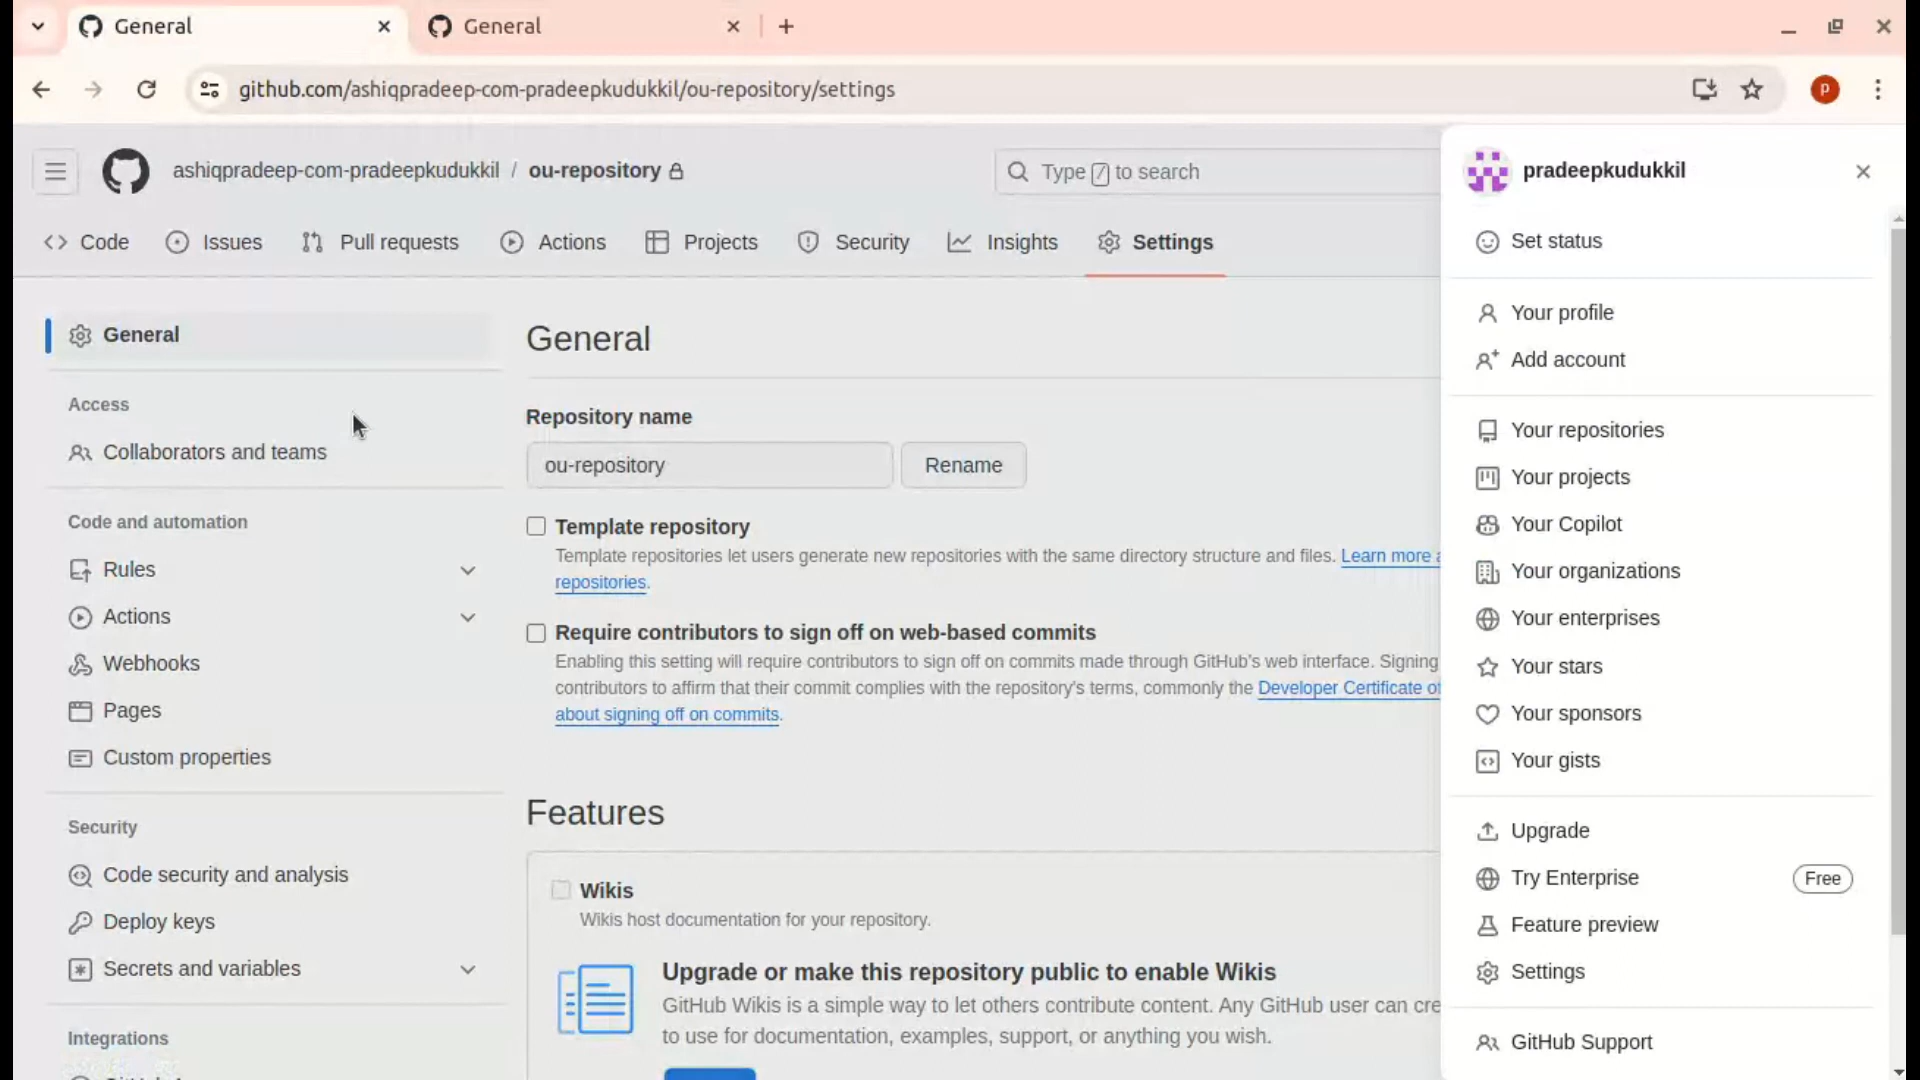 General
General
github.com/ashiqpradeep-com-pradeepkudukkil/ou-repository/settings
P
ashiqpradeep-com-pradeepkudukkil / ou-repository
Type / to search
Code
Issues
Pull requests
Actions
Projects
Security
Insights
Settings
General
Access
Collaborators and teams
Code and automation
Rules
Actions
Webhooks
Pages
Custom properties
Security
Code security and analysis
Deploy keys
Secrets and variables
Integrations
General
Repository name
ou-repository
Rename
Template repository
Template repositories let users generate new repositories with the same directory structure and files. Learn more
repositories.
Require contributors to sign off on web-based commits
Enabling this setting will require contributors to sign off on commits made through GitHub's web interface. Signing
contributors to affirm that their commit complies with the repository's terms, commonly the Developer Certificate
about signing off on commits.
Features
Wikis
Wikis host documentation for your repository.
Upgrade or make this repository public to enable Wikis
GitHub Wikis is a simple way to let others contribute content. Any GitHub user can
to use for documentation, examples, support, or anything you wish.
pradeepkudukkil
Set status
Your profile
Add account
Your repositories
Your projects
Your Copilot
Your organizations
Your enterprises
Your stars
Your sponsors
Your gists
Upgrade
Try Enterprise
Free
Feature preview
Settings
GitHub Support